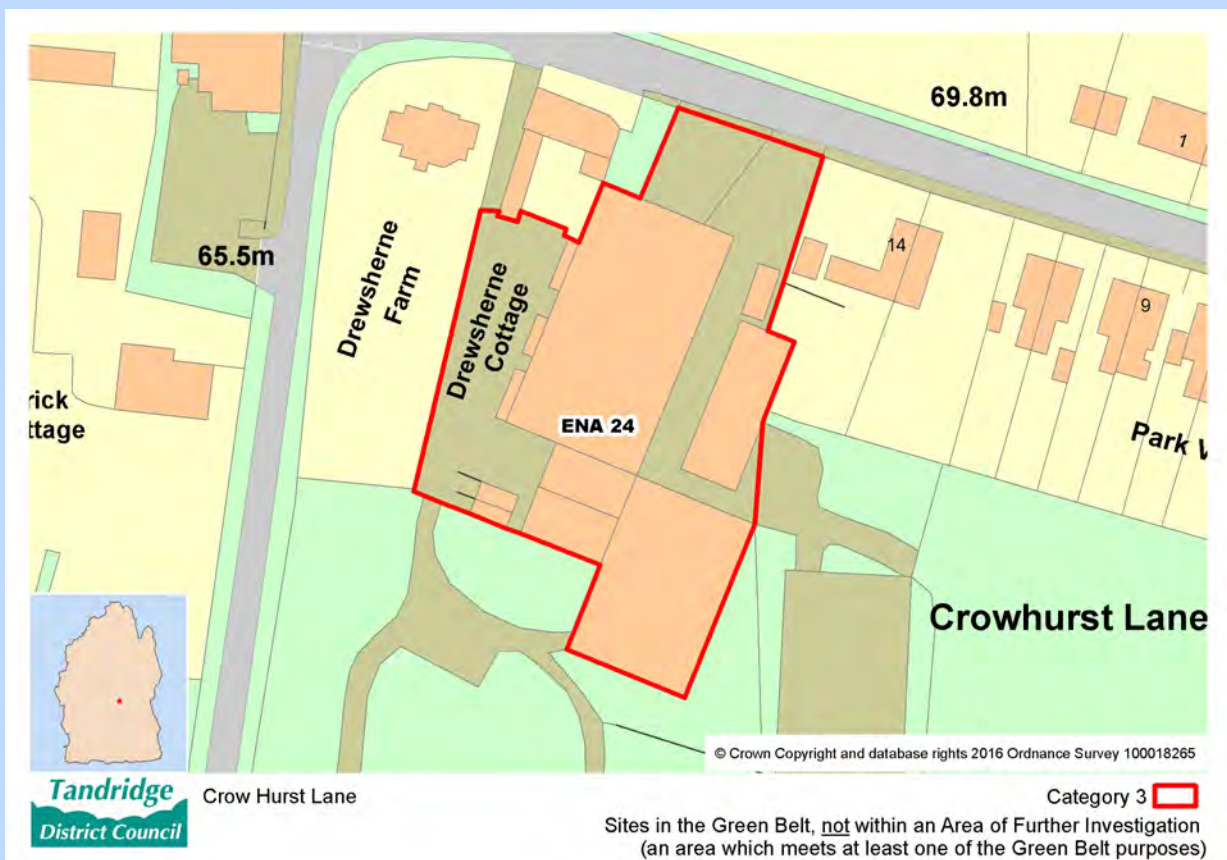 69.8m
1
65.5m
14
Drewsherne
Farm
Drewsherne
Cottage
9
rick
ttage
ENA 24
Park V
Crowhurst Lane
© Crown Copyright and database rights 2016 Ordnance Survey 100018265
Tandridge
District Council
Crow Hurst Lane
Category 3
Sites in the Green Belt, not within an Area of Further Investigation
(an area which meets at least one of the Green Belt purposes)